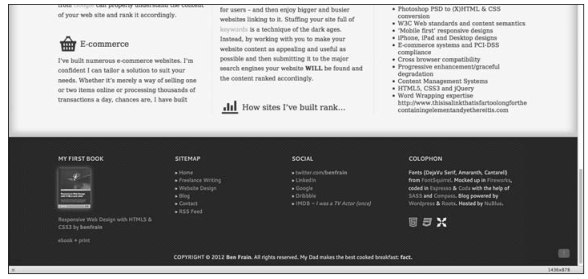 of your web site and rank it accordingly.
E-commerce
I've built numerous e-commerce websites. I'm
confident I can tailor a solution to suit your
needs. Whether it's merely a way of selling one
or two items online or processing thousands of
transactions a day, chances are, I have built
for users – and then enjoy bigger and busier
websites linking to it. Stuffing your site full of
keywords is a technique of the dark ages.
Instead, by working with you to make your
website content as appealing and useful as
possible and then submitting it to the major
search engines your website WILL be found and
the content ranked accordingly.
How sites I've built rank...
• Photoshop PSD to (X)HTML & CSS
conversion
• W3C Web standards and content semantics
• 'Mobile first' responsive designs
• iPhone, iPad and Desktop designs
• E-commerce systems and PCI-DSS
compliance
• Cross browser compatibility
• Progressive enhancement/graceful
degradation
• Content Management Systems
• HTML5, CSS3 and jQuery
• Word Wrapping expertise
http://www.thisisalinkthatisfartoolongforthe
containingelementandyethereitis.com
MY FIRST BOOK
Responsive Web Design with HTML5 &
CSS3 by benfrain
ebook + print
SITEMAP
• Home
• Freelance Writing
• Website Design
• Blog
• Contact
• RSS Feed
SOCIAL
• twitter.com/benfrain
• LinkedIn
• Google
• Dribbble
• IMDB – I was a TV Actor (once)
COLOPHON
Fonts (DejaVu Serif, Amaranth, Cantarell)
from FontSquirrel. Mocked up in Fireworks,
coded in Espresso & Coda with the help of
SASS and Compass. Blog powered by
Wordpress & Roots. Hosted by NuBlue.
COPYRIGHT © 2012 Ben Frain. All rights reserved. My Dad makes the best cooked breakfast: fact.
1436x878